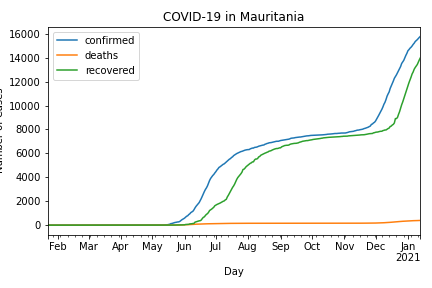 COVID-19 in Mauritania
confirmed
deaths
recovered
16000
14000
12000
10000
8000
6000
4000
2000
0
Feb Mar Apr May Jun Jul Aug Sep Oct Nov Dec Jan
2021
Day